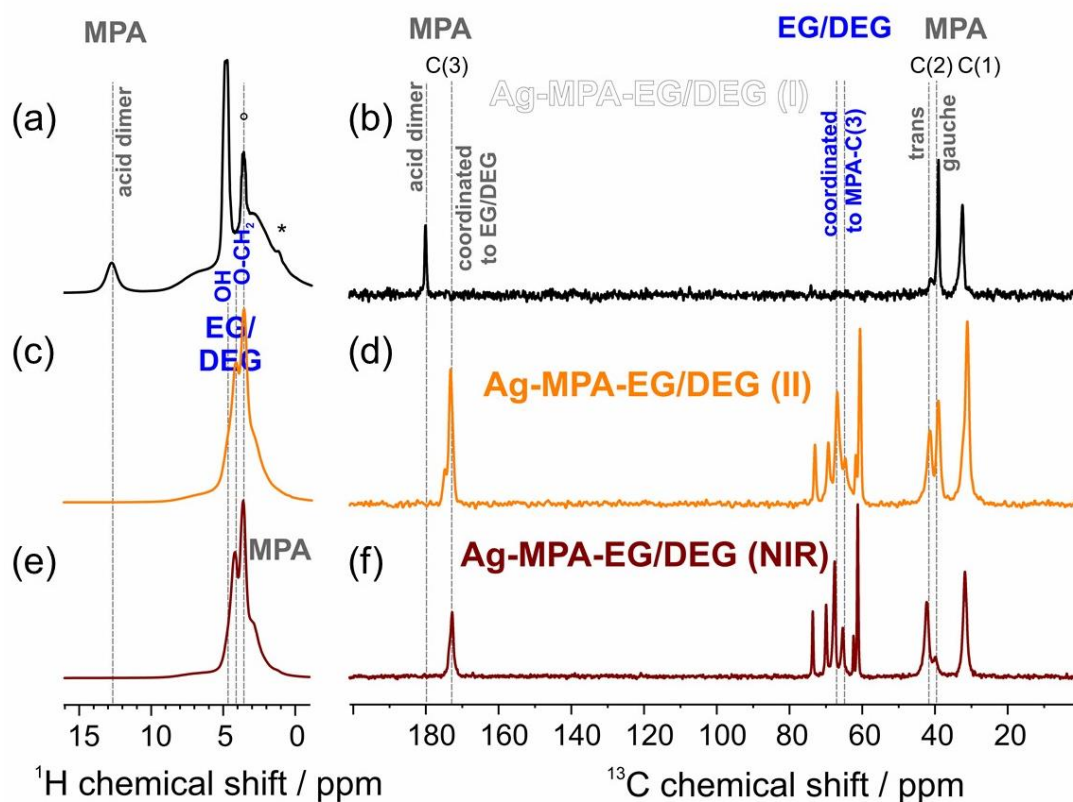 MPA
MPA
EG/DEG
MPA
C(3)
C(2) C(1)
(a)
acid dimer
°
*
OH
O-CH₂
(b)
Ag-MPA-EG/DEG (I)
acid dimer
coordinated
to EG/DEG
coordinated
to MPA-C(3)
trans
gauche
EG/
DEG
(c)
(d)
Ag-MPA-EG/DEG (II)
(e)
MPA
(f)
Ag-MPA-EG/DEG (NIR)
15 10 5 0
180 160 140 120 100 80 60 40 20
¹H chemical shift / ppm
¹³C chemical shift / ppm